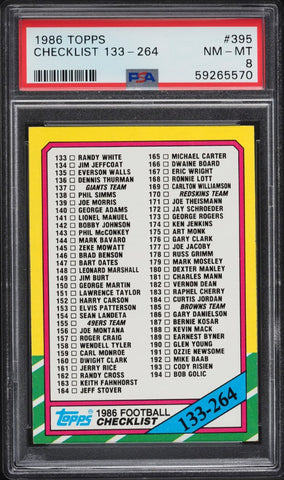 1986 TOPPS
CHECKLIST 133-264
#395
NM-MT
8
PSA
59265570
133 RANDY WHITE
134 JIM JEFFCOAT
135 EVERSON WALLS
136 DENNIS THURMAN
137 GIANTS TEAM
138 PHIL SIMMS
139 JOE MORRIS
140 GEORGE ADAMS
141 LIONEL MANUEL
142 BOBBY JOHNSON
143 PHIL McCONKEY
144 MARK BAVARO
145 ZEKE MOWATT
146 BRAD BENSON
147 BART OATES
148 LEONARD MARSHALL
149 JIM BURT
150 GEORGE MARTIN
151 LAWRENCE TAYLOR
152 HARRY CARSON
153 ELVIS PATTERSON
154 SEAN LANDETA
155 49ERS TEAM
156 JOE MONTANA
157 ROGER CRAIG
158 WENDELL TYLER
159 CARL MONROE
160 DWIGHT CLARK
161 JERRY RICE
162 RANDY CROSS
163 KEITH FAHNHORST
164 JEFF STOVER
165 MICHAEL CARTER
166 DWAINE BOARD
167 ERIC WRIGHT
168 RONNIE LOTT
169 CARLTON WILLIAMSON
170 REDSKINS TEAM
171 JOE THEISMANN
172 JAY SCHROEDER
173 GEORGE ROGERS
174 KEN JENKINS
175 ART MONK
176 GARY CLARK
177 JOE JACOBY
178 RUSS GRIMM
179 MARK MOSELEY
180 DEXTER MANLEY
181 CHARLES MANN
182 VERNON DEAN
183 RAPHEL CHERRY
184 CURTIS JORDAN
185 BROWNS TEAM
186 GARY DANIELSON
187 BERNIE KOSAR
188 KEVIN MACK
189 EARNEST BYNER
190 GLEN YOUNG
191 OZZIE NEWSOME
192 MIKE BAAB
193 CODY RISIEN
194 BOB GOLIC
Topps
1986 FOOTBALL
CHECKLIST
133-264